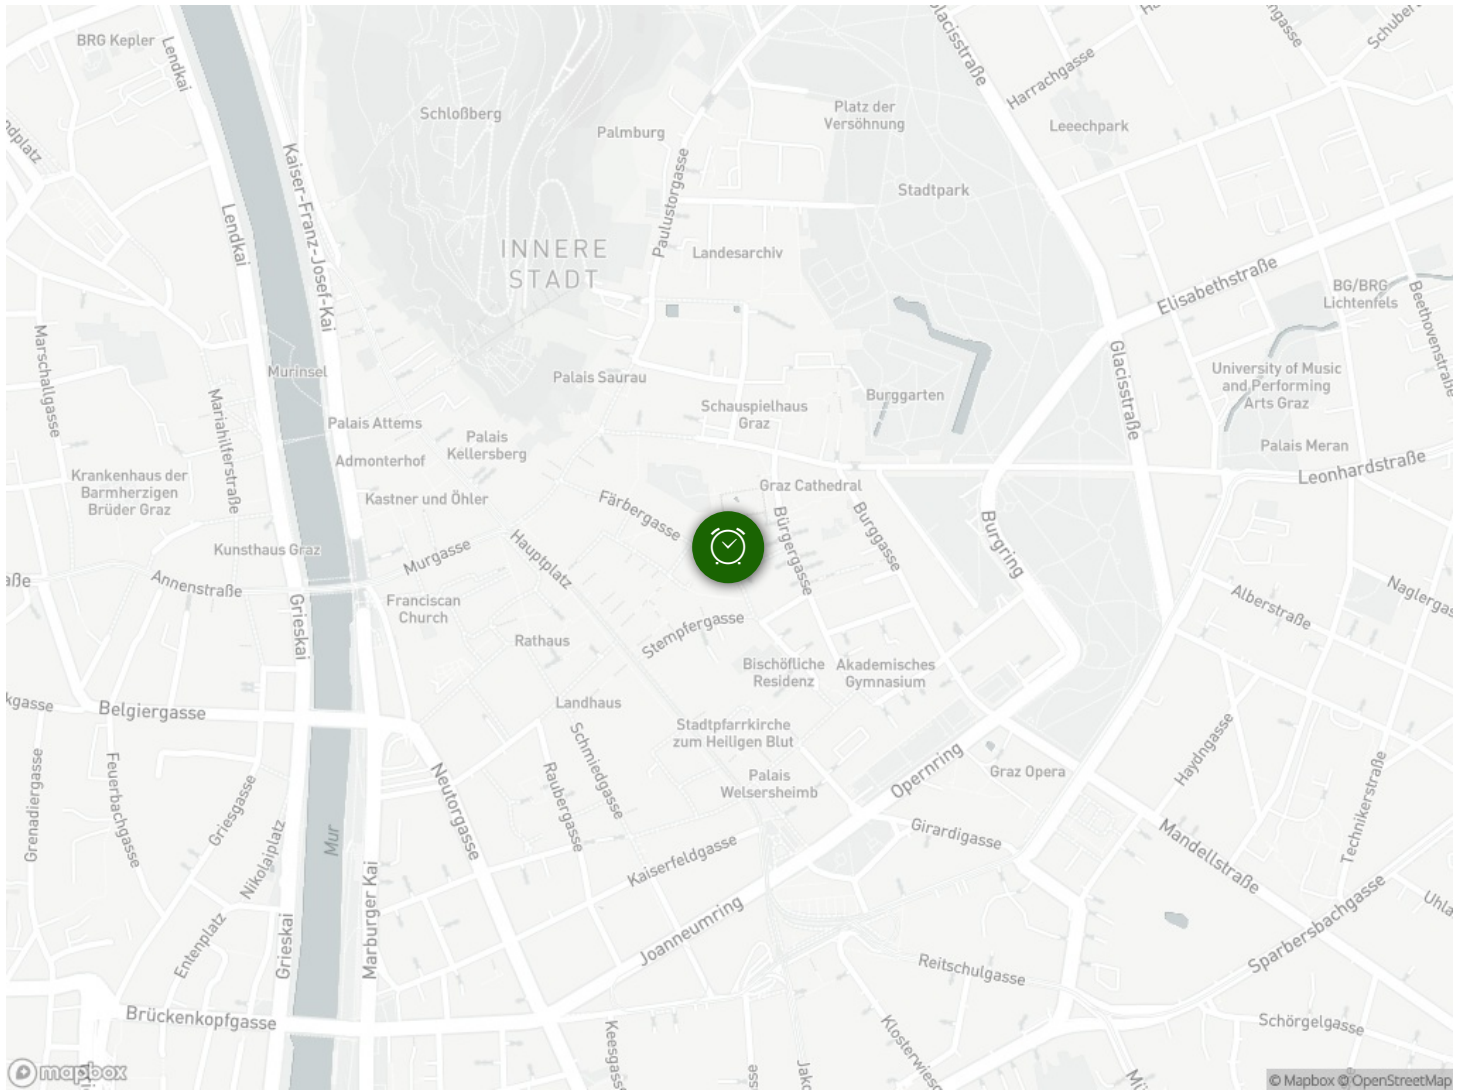 BRG Kepler
Lendkai
Glacisstraße
Harrachgasse
Schloßberg
Palmburg
Platz der
Versöhnung
Leeechpark
Kaiser-Franz-Josef-Kai
Paulustorgasse
Stadtpark
Lendkai
INNERE
STADT
Landesarchiv
Elisabethstraße
BG/BRG
Lichtenfels
Marschallgasse
Murinsel
Palais Saurau
Burggarten
Glacisstraße
University of Music
and Performing
Arts Graz
Mariahilferstraße
Palais Attems
Schauspielhaus
Graz
Palais
Kellersberg
Palais Meran
Admonterhof
Leonhardstraße
Krankenhaus der
Barmherzigen
Brüder Graz
Kastner und Öhler
Graz Cathedral
Färbergasse
Bürgergasse
Burggasse
Burgring
Kunsthaus Graz
Murgasse
Hauptplatz
Annenstraße
Grieskai
Franciscan
Church
Alberstraße
Rathaus
Stempfergasse
Bischöfliche
Residenz
Akademisches
Gymnasium
Belgiergasse
Landhaus
Stadtpfarrkirche
zum Heiligen Blut
Schmiedgasse
Raubergasse
Neutorgasse
Palais
Welsersheimb
Opernring
Graz Opera
Haydngasse
Technikerstraße
Grenadiergasse
Feuerbachgasse
Griesgasse
Nikolaiplatz
Mur
Girardigasse
Mandellstraße
Kaiserfeldgasse
Marburger Kai
Joanneumring
Entenplatz
Grieskai
Reitschulgasse
Sparbersbachgasse
Brückenkopfgasse
Keesgasse
Schörgelgasse
mapbox
© Mapbox © OpenStreetMap